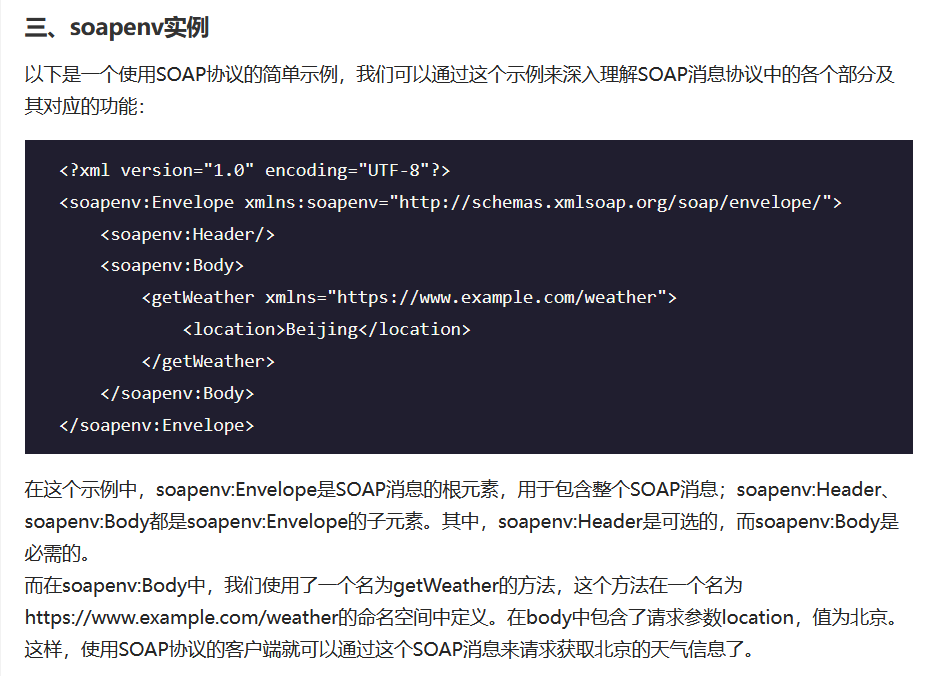 三、soapenv实例
以下是一个使用SOAP协议的简单示例，我们可以通过这个示例来深入理解SOAP消息协议中的各个部分及
其对应的功能：
<?xml version="1.0" encoding="UTF-8"?>
<soapenv:Envelope xmlns:soapenv="http://schemas.xmlsoap.org/soap/envelope/">
    <soapenv:Header/>
    <soapenv:Body>
        <getWeather xmlns="https://www.example.com/weather">
            <location>Beijing</location>
        </getWeather>
    </soapenv:Body>
</soapenv:Envelope>
在这个示例中，soapenv:Envelope是SOAP消息的根元素，用于包含整个SOAP消息；soapenv:Header、
soapenv:Body都是soapenv:Envelope的子元素。其中，soapenv:Header是可选的，而soapenv:Body是
必需的。
而在soapenv:Body中，我们使用了一个名为getWeather的方法，这个方法在一个名为
https://www.example.com/weather的命名空间中定义。在body中包含了请求参数location，值为北京。
这样，使用SOAP协议的客户端就可以通过这个SOAP消息来请求获取北京的天气信息了。